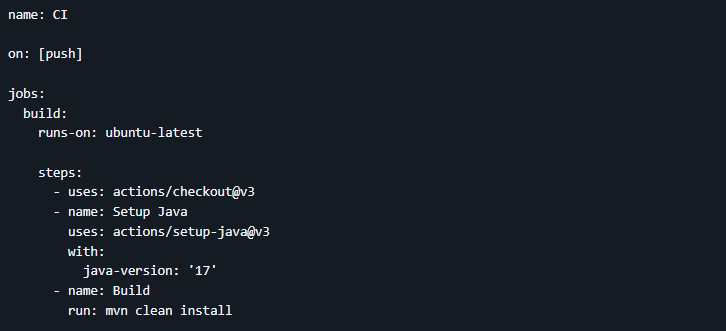 name: CI
on: [push]
jobs:
  build:
    runs-on: ubuntu-latest
    steps:
      - uses: actions/checkout@v3
      - name: Setup Java
        uses: actions/setup-java@v3
        with:
          java-version: '17'
      - name: Build
        run: mvn clean install